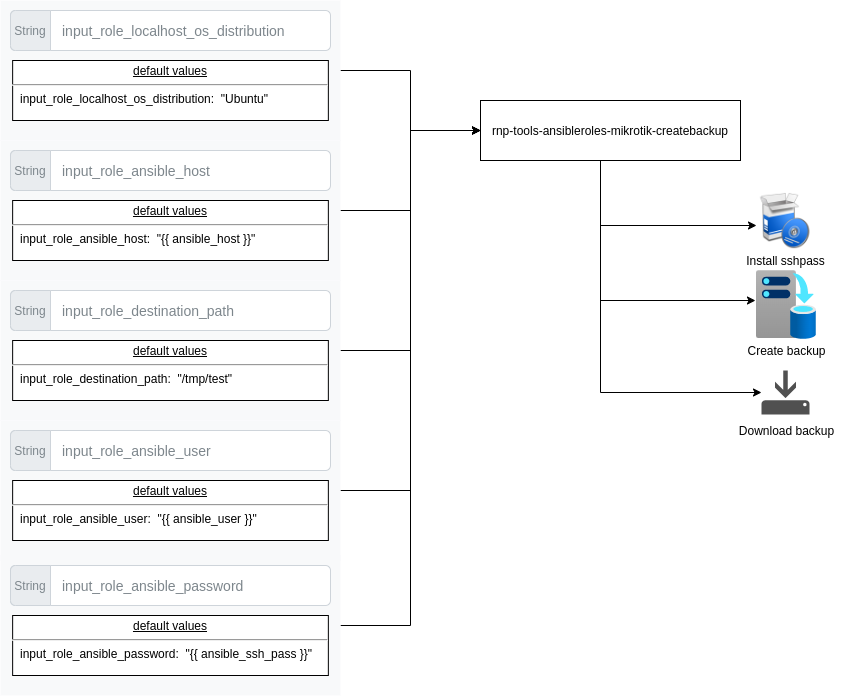 String input_role_localhost_os_distribution
default values
input_role_localhost_os_distribution:  "Ubuntu"
String input_role_ansible_host
default values
input_role_ansible_host:  "{{ ansible_host }}"
String input_role_destination_path
default values
input_role_destination_path:  "/tmp/test"
String input_role_ansible_user
default values
input_role_ansible_user:  "{{ ansible_user }}"
String input_role_ansible_password
default values
input_role_ansible_password:  "{{ ansible_ssh_pass }}"
rnp-tools-ansibleroles-mikrotik-createbackup
Install sshpass
Create backup
Download backup